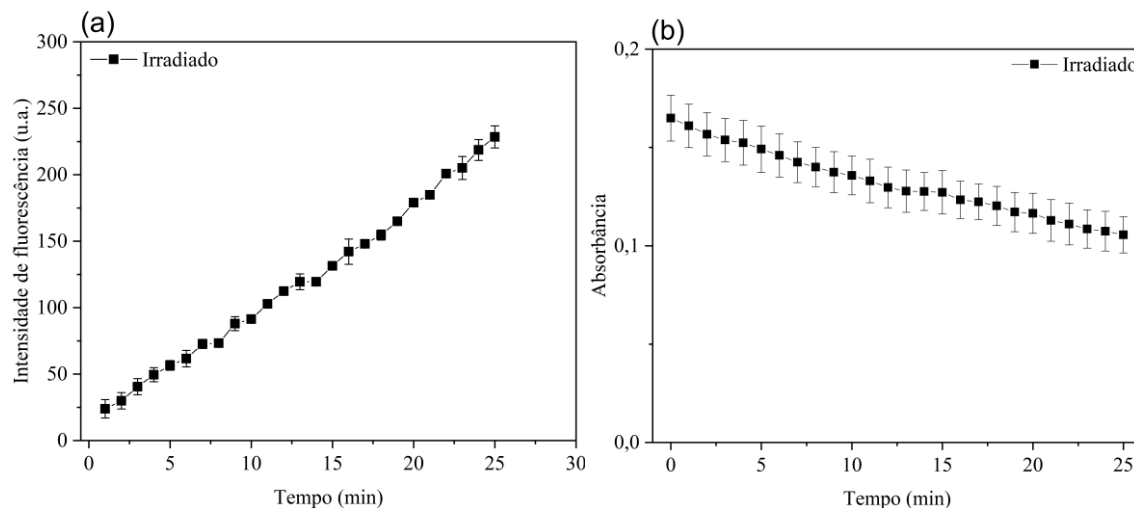 (a)
300
250
200
150
100
50
0
Intensidade de fluorescência (u.a.)
Irradiado
0 5 10 15 20 25 30
Tempo (min)
(b)
0,2
0,1
0,0
Absorbância
Irradiado
0 5 10 15 20 25
Tempo (min)